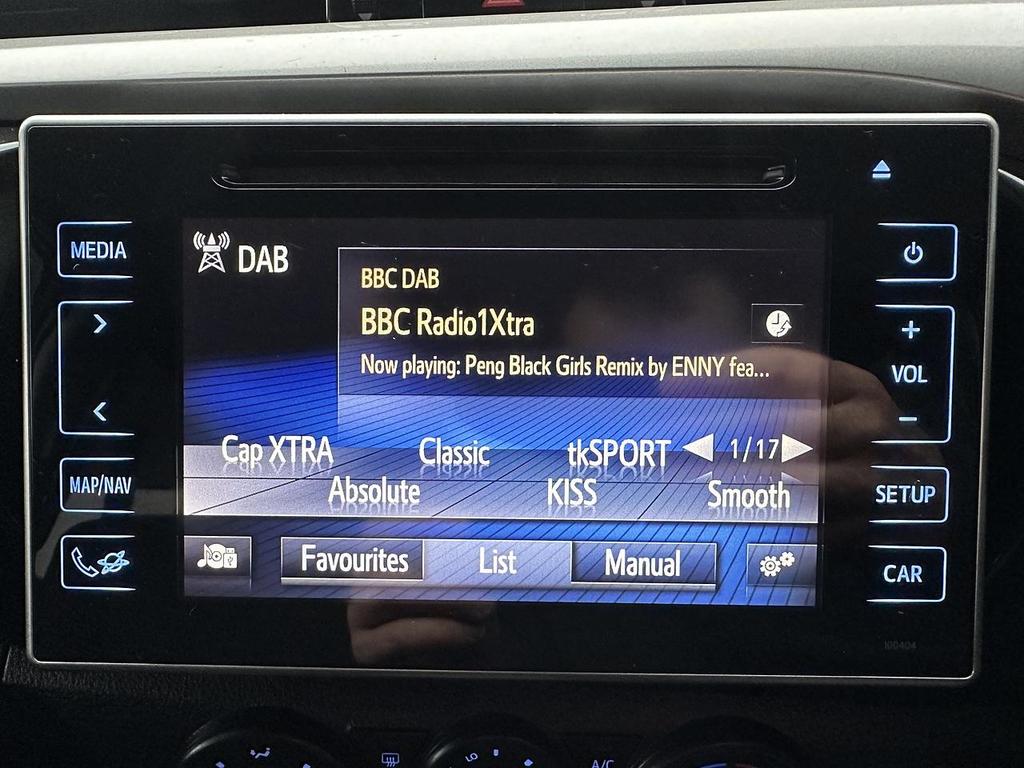 MEDIA
DAB
BBC DAB
BBC Radio1Xtra
Now playing: Peng Black Girls Remix by ENNY fea...
+
VOL
-
Cap XTRA
Classic
tkSPORT
1/17
MAP/NAV
Absolute
KISS
Smooth
SETUP
Favourites
List
Manual
CAR
100404
A/C